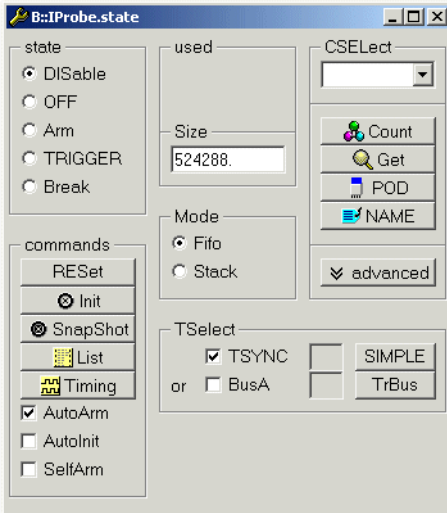 B::IProbe.state
state
DISable
OFF
Arm
TRIGGER
Break
commands
RESet
Init
SnapShot
List
Timing
AutoArm
AutoInit
SelfArm
used
Size
524288.
Mode
Fifo
Stack
CSELect
Count
Get
POD
NAME
advanced
TSelect
TSYNC SIMPLE
or BusA TrBus